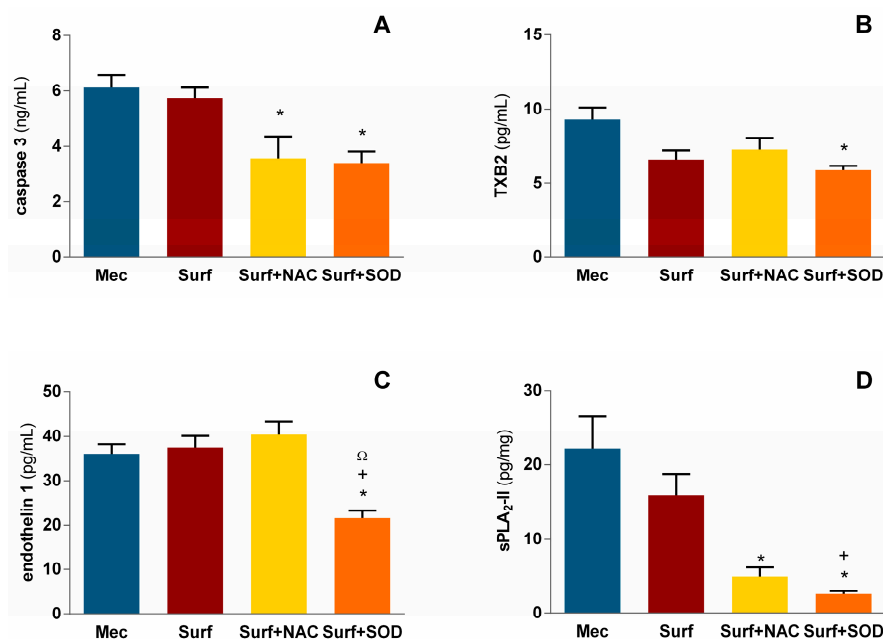 A
caspase 3 (ng/mL)
8
6
4
2
0
*
*
Mec Surf Surf+NAC Surf+SOD
B
TXB2 (pg/mL)
15
10
5
0
*
Mec Surf Surf+NAC Surf+SOD
C
endothelin 1 (pg/mL)
50
40
30
20
10
0
Ω
+
*
Mec Surf Surf+NAC Surf+SOD
D
sPLA₂-II (pg/mg)
30
20
10
0
*
+
*
Mec Surf Surf+NAC Surf+SOD